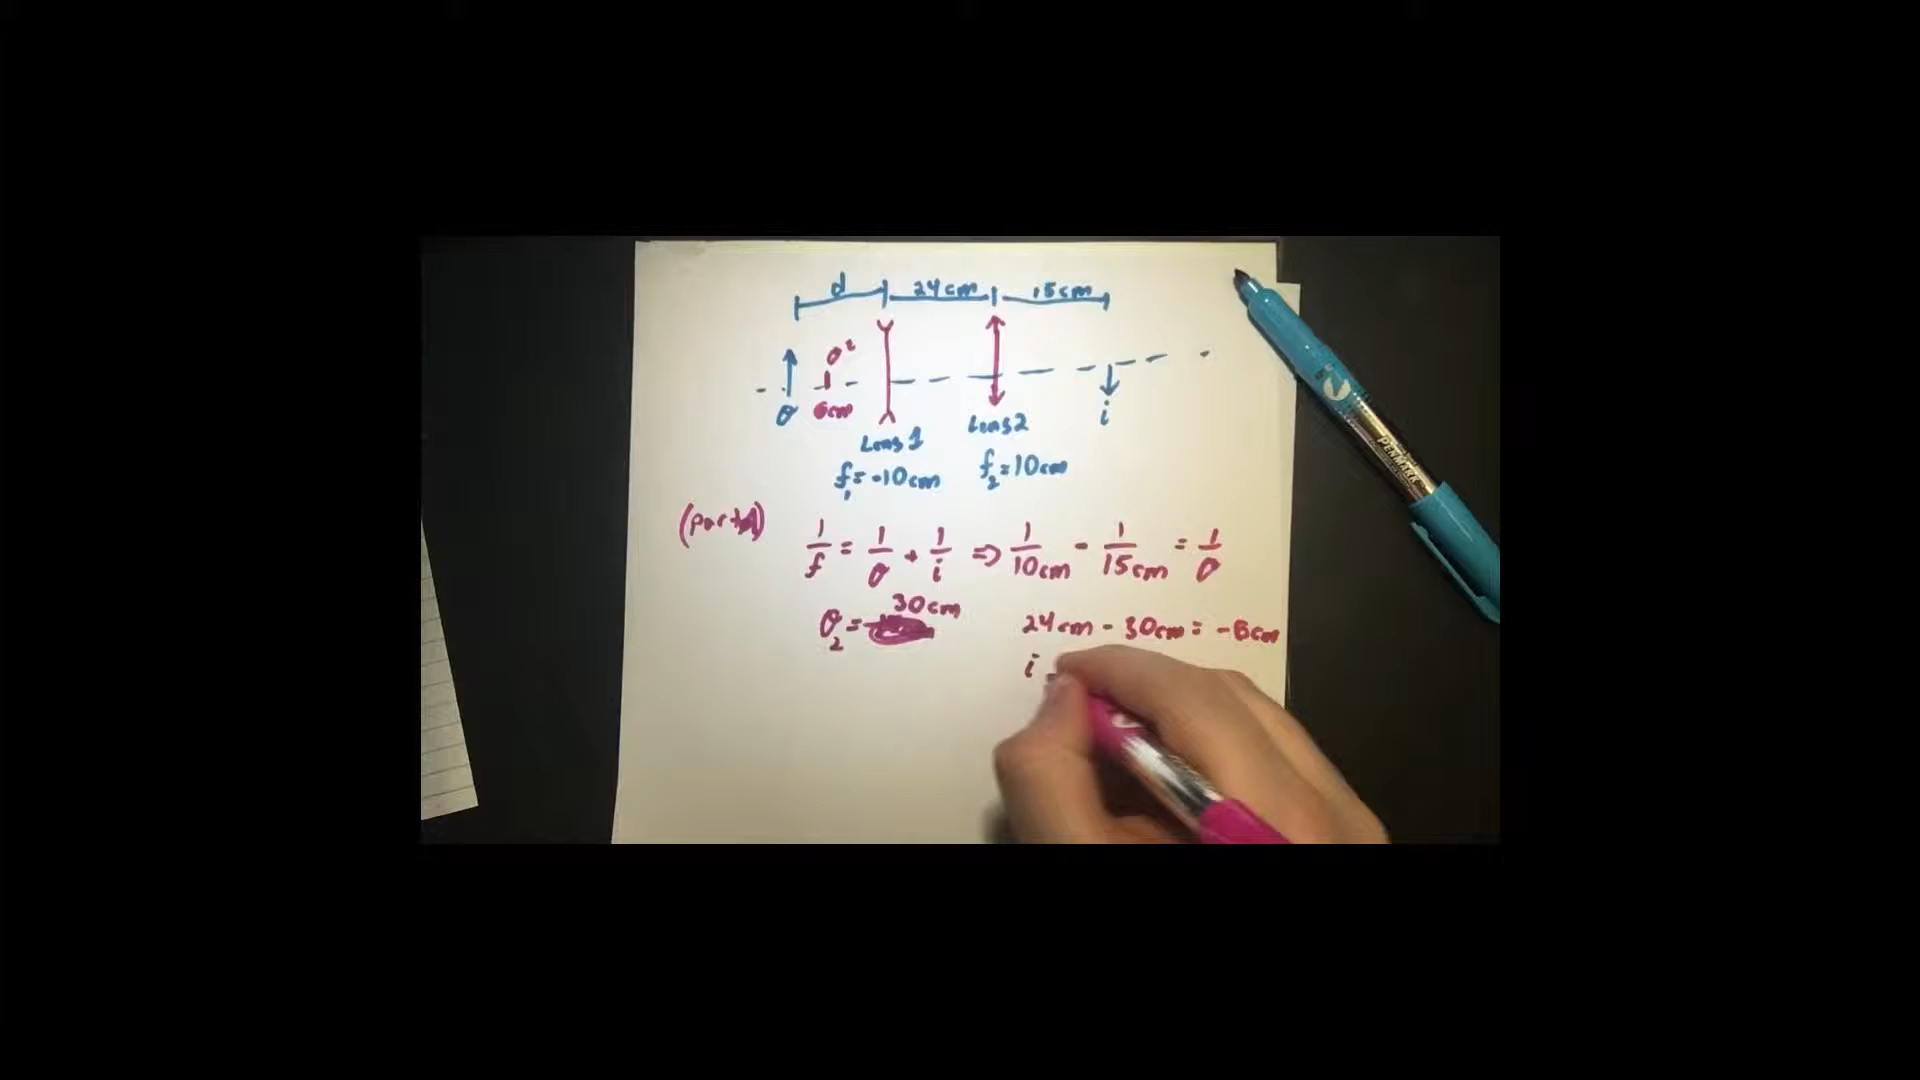 d 24cm 15cm
o²
o 6cm i
Lens 1 Lens 2
f₁= -10cm f₂=10cm
(part A) 1/f = 1/o + 1/i ⇒ 1/10cm - 1/15cm = 1/o
o₂= 30cm 24cm - 30cm = -6cm
i
PENMARK